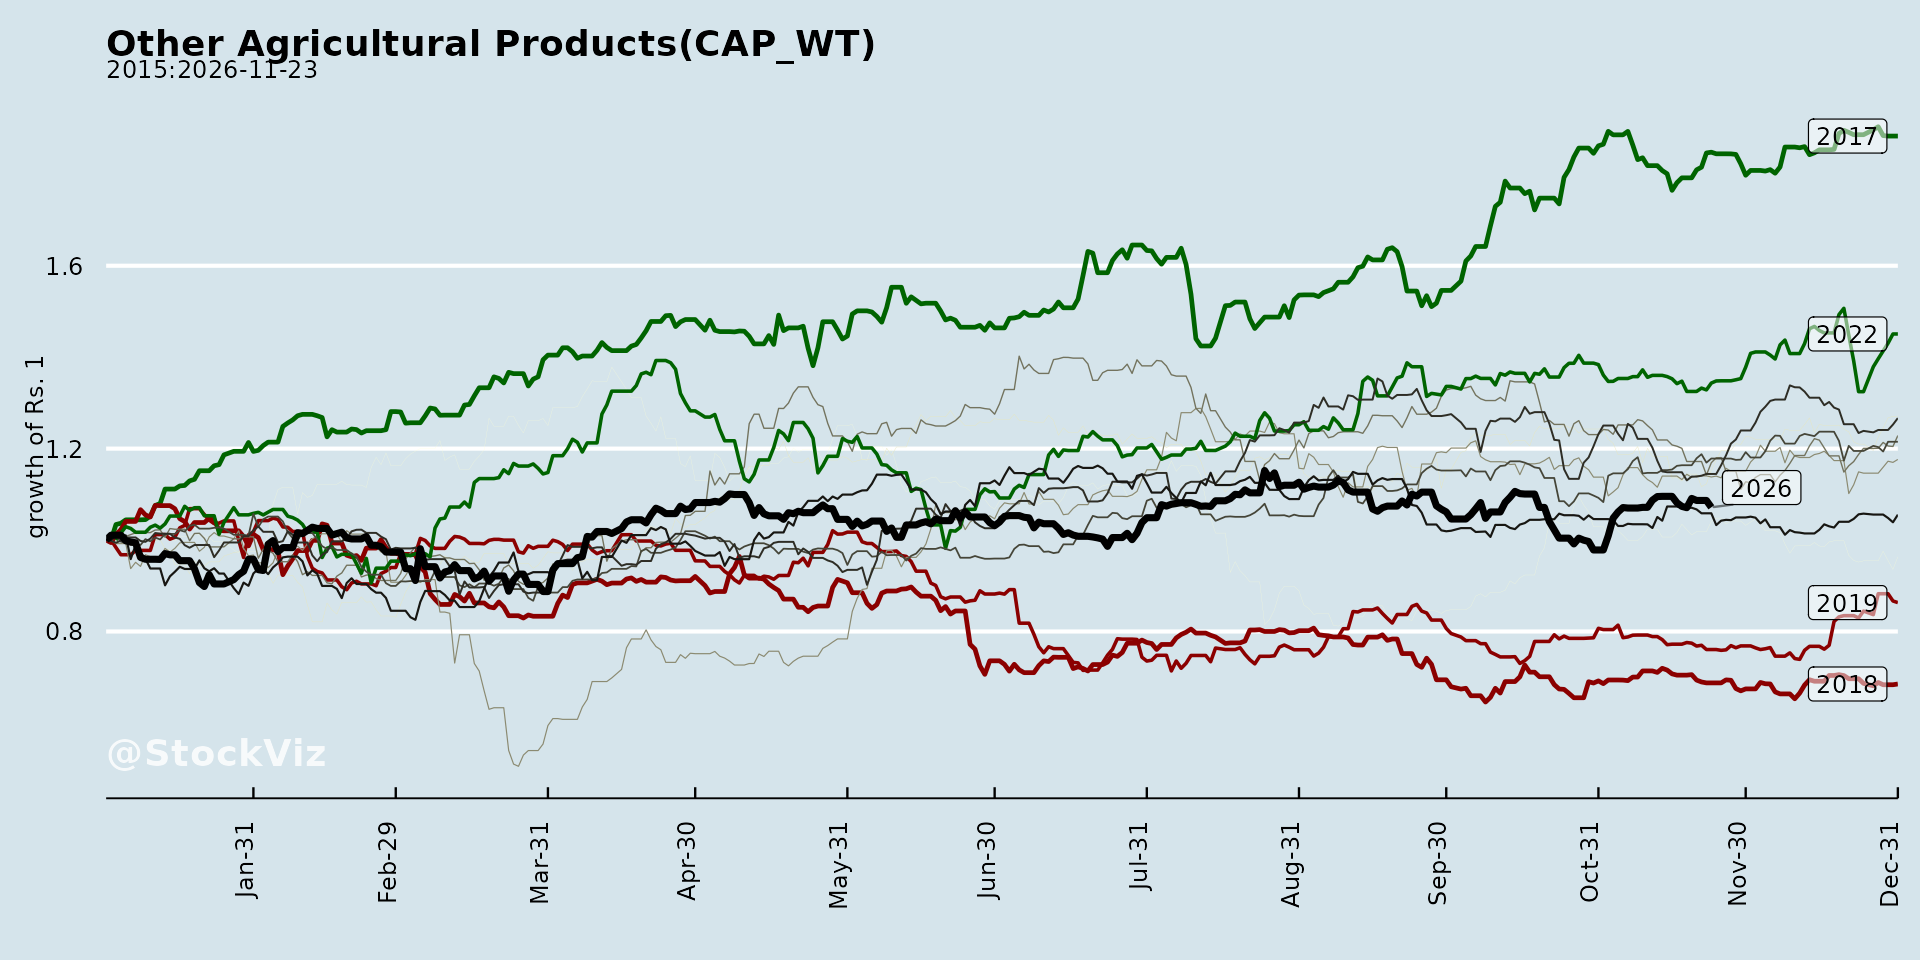 Other Agricultural Products(CAP_WT)
2015:2026-11-23
growth of Rs. 1
1.6
1.2
0.8
2017
2022
2026
2019
2018
@StockViz
Jan-31
Feb-29
Mar-31
Apr-30
May-31
Jun-30
Jul-31
Aug-31
Sep-30
Oct-31
Nov-30
Dec-31